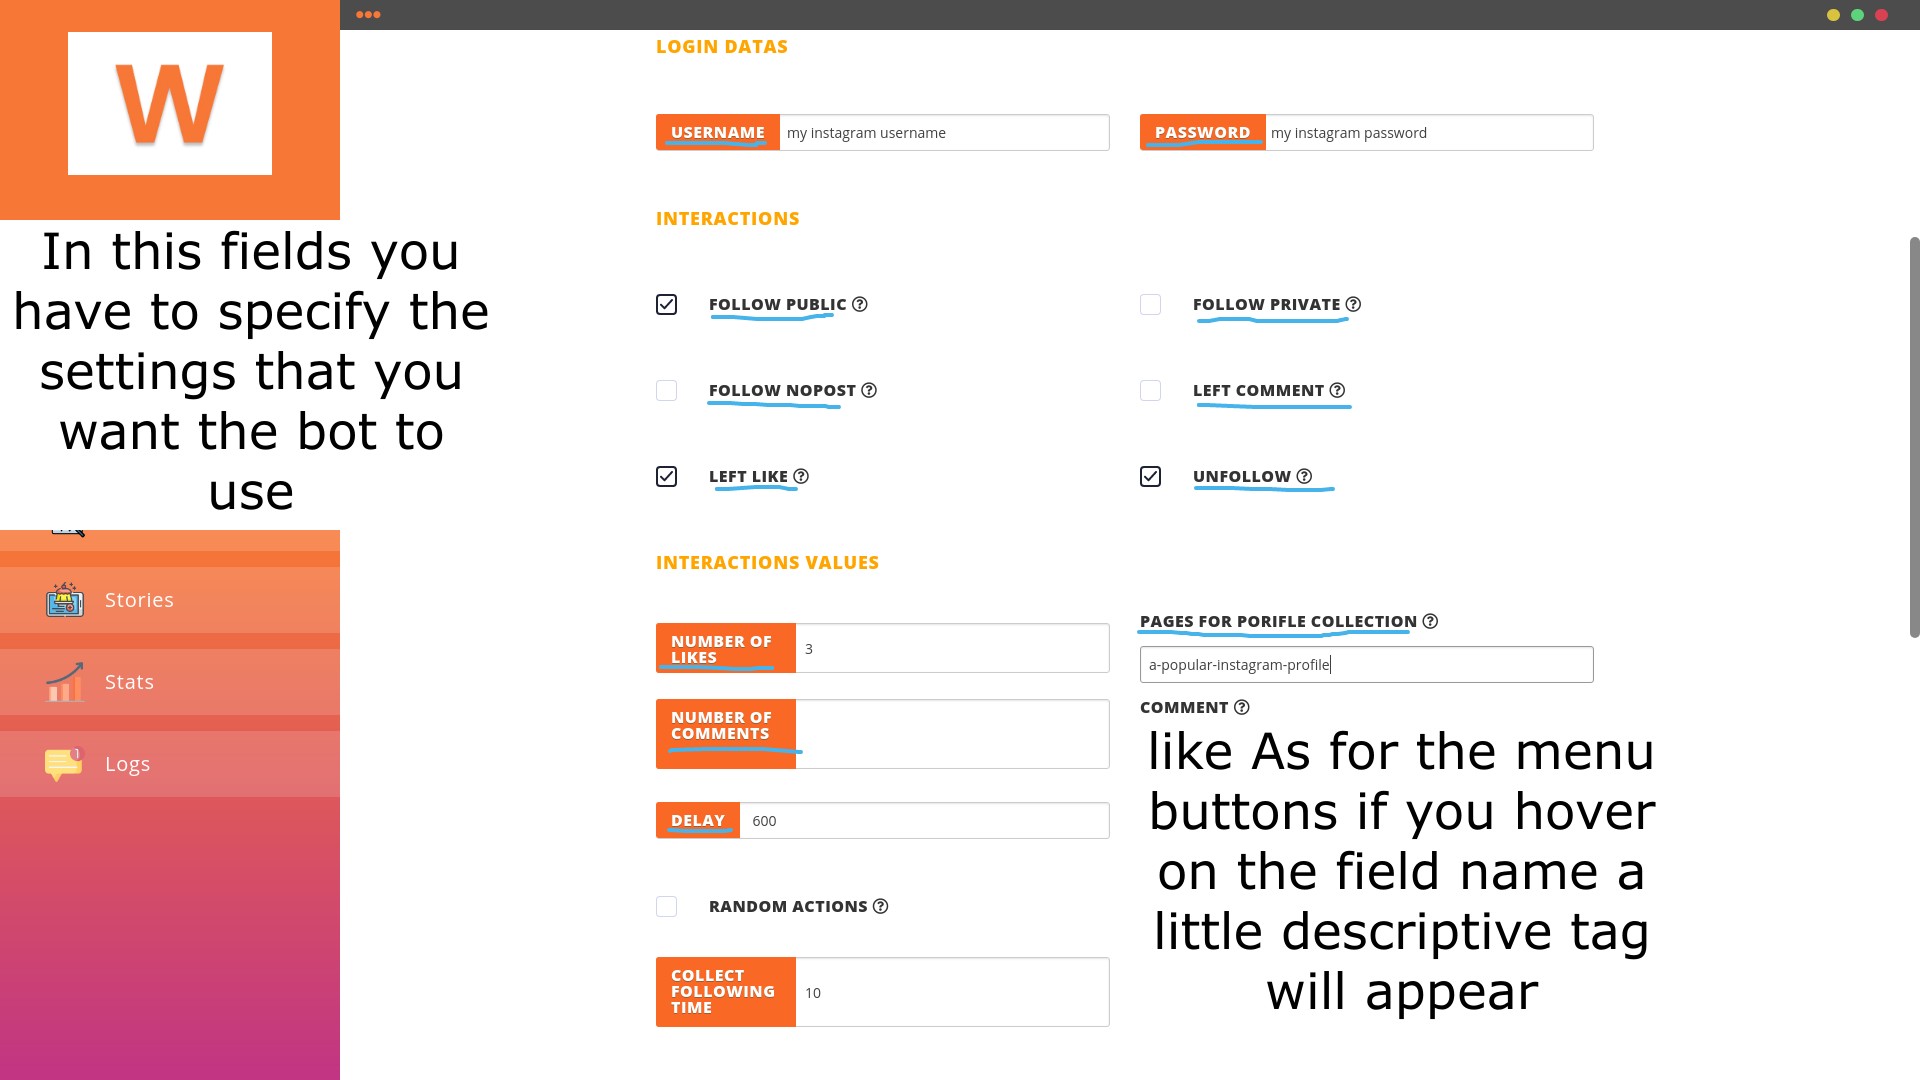 W
In this fields you
have to specify the
settings that you
want the bot to
use
Stories
Stats
1
Logs
LOGIN DATAS
USERNAME my instagram username
PASSWORD my instagram password
INTERACTIONS
FOLLOW PUBLIC ?
FOLLOW PRIVATE ?
FOLLOW NOPOST ?
LEFT COMMENT ?
LEFT LIKE ?
UNFOLLOW ?
INTERACTIONS VALUES
NUMBER OF
LIKES
3
NUMBER OF
COMMENTS
DELAY 600
RANDOM ACTIONS ?
COLLECT
FOLLOWING
TIME
10
PAGES FOR PORIFLE COLLECTION ?
a-popular-instagram-profile
COMMENT ?
like As for the menu
buttons if you hover
on the field name a
little descriptive tag
will appear